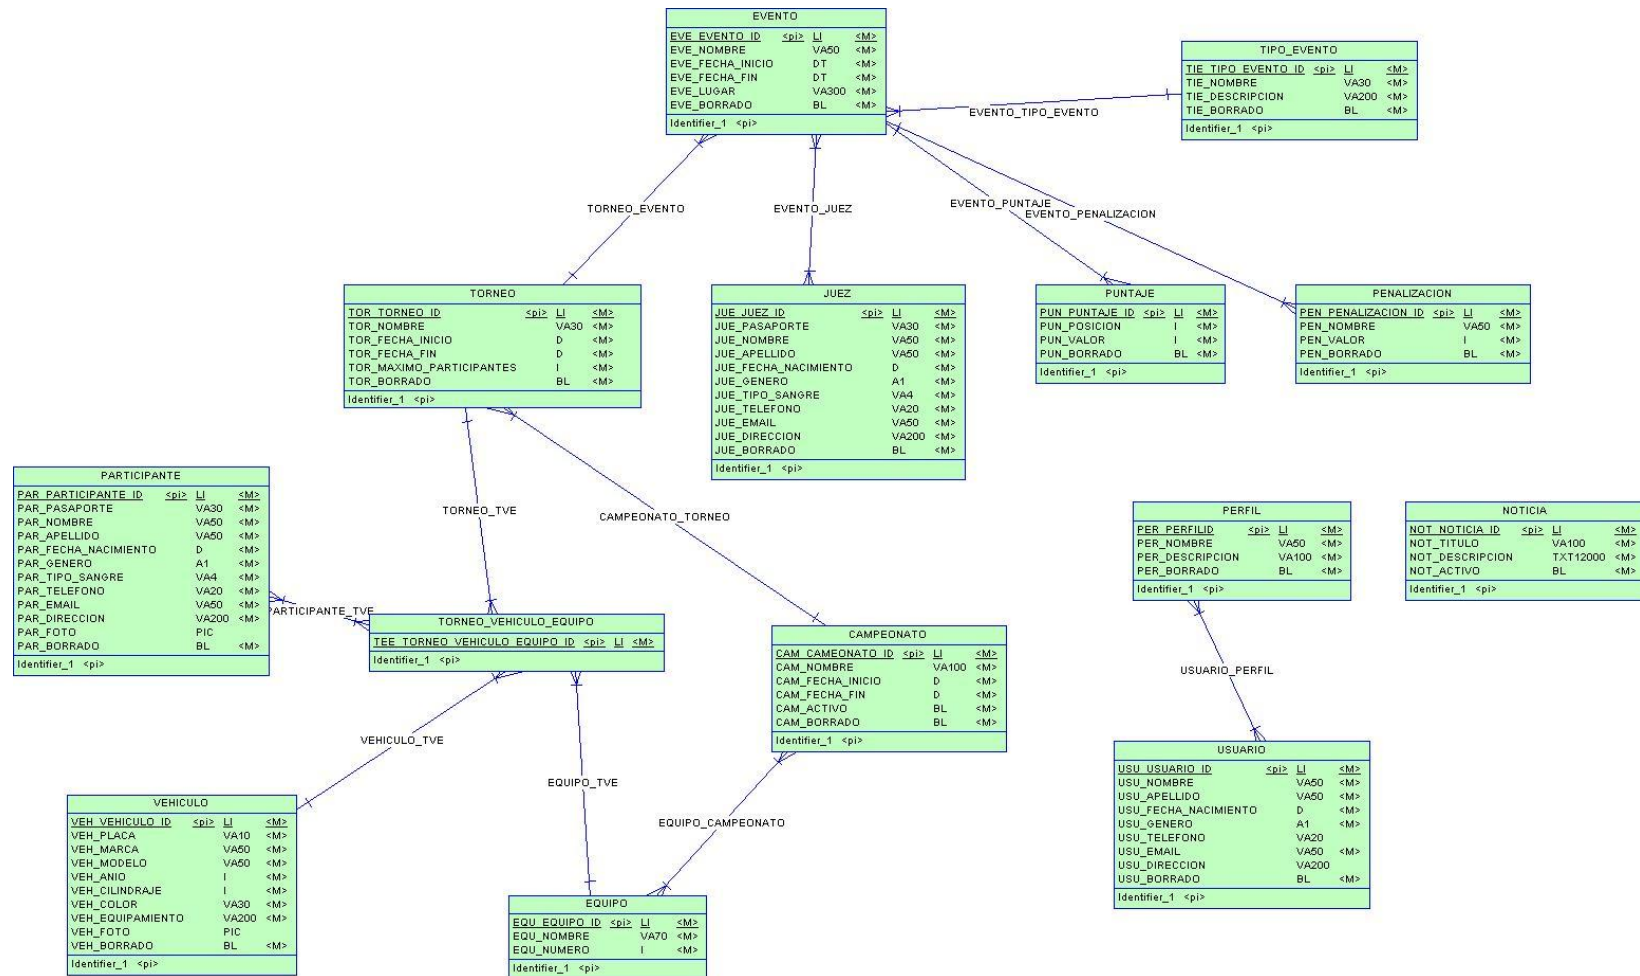 EVENTO
EVE_EVENTO_ID <pi> LI <M>
EVE_NOMBRE VA50 <M>
EVE_FECHA_INICIO DT <M>
EVE_FECHA_FIN DT <M>
EVE_LUGAR VA300 <M>
EVE_BORRADO BL <M>
Identifier_1 <pi>
TIPO_EVENTO
TIE_TIPO_EVENTO_ID <pi> LI <M>
TIE_NOMBRE VA30 <M>
TIE_DESCRIPCION VA200 <M>
TIE_BORRADO BL <M>
Identifier_1 <pi>
EVENTO_TIPO_EVENTO
TORNEO_EVENTO
EVENTO_JUEZ
EVENTO_PUNTAJE
EVENTO_PENALIZACION
TORNEO
TOR_TORNEO_ID <pi> LI <M>
TOR_NOMBRE VA30 <M>
TOR_FECHA_INICIO D <M>
TOR_FECHA_FIN D <M>
TOR_MAXIMO_PARTICIPANTES I <M>
TOR_BORRADO BL <M>
Identifier_1 <pi>
JUEZ
JUE_JUEZ_ID <pi> LI <M>
JUE_PASAPORTE VA30 <M>
JUE_NOMBRE VA50 <M>
JUE_APELLIDO VA50 <M>
JUE_FECHA_NACIMIENTO D <M>
JUE_GENERO A1 <M>
JUE_TIPO_SANGRE VA4 <M>
JUE_TELEFONO VA20 <M>
JUE_EMAIL VA50 <M>
JUE_DIRECCION VA200 <M>
JUE_BORRADO BL <M>
Identifier_1 <pi>
PUNTAJE
PUN_PUNTAJE_ID <pi> LI <M>
PUN_POSICION I <M>
PUN_VALOR I <M>
PUN_BORRADO BL <M>
Identifier_1 <pi>
PENALIZACION
PEN_PENALIZACION_ID <pi> LI <M>
PEN_NOMBRE VA50 <M>
PEN_VALOR I <M>
PEN_BORRADO BL <M>
Identifier_1 <pi>
PARTICIPANTE
PAR_PARTICIPANTE_ID <pi> LI <M>
PAR_PASAPORTE VA30 <M>
PAR_NOMBRE VA50 <M>
PAR_APELLIDO VA50 <M>
PAR_FECHA_NACIMIENTO D <M>
PAR_GENERO A1 <M>
PAR_TIPO_SANGRE VA4 <M>
PAR_TELEFONO VA20 <M>
PAR_EMAIL VA50 <M>
PAR_DIRECCION VA200 <M>
PAR_FOTO PIC
PAR_BORRADO BL <M>
Identifier_1 <pi>
TORNEO_TVE
CAMPEONATO_TORNEO
PARTICIPANTE_TVE
PERFIL
PER_PERFILID <pi> LI <M>
PER_NOMBRE VA50 <M>
PER_DESCRIPCION VA100 <M>
PER_BORRADO BL <M>
Identifier_1 <pi>
NOTICIA
NOT_NOTICIA_ID <pi> LI <M>
NOT_TITULO VA100 <M>
NOT_DESCRIPCION TXT12000 <M>
NOT_ACTIVO BL <M>
Identifier_1 <pi>
TORNEO_VEHICULO_EQUIPO
TEE_TORNEO_VEHICULO_EQUIPO_ID <pi> LI <M>
Identifier_1 <pi>
CAMPEONATO
CAM_CAMEONATO_ID <pi> LI <M>
CAM_NOMBRE VA100 <M>
CAM_FECHA_INICIO D <M>
CAM_FECHA_FIN D <M>
CAM_ACTIVO BL <M>
CAM_BORRADO BL <M>
Identifier_1 <pi>
USUARIO_PERFIL
VEHICULO_TVE
EQUIPO_TVE
EQUIPO_CAMPEONATO
USUARIO
USU_USUARIO_ID <pi> LI <M>
USU_NOMBRE VA50 <M>
USU_APELLIDO VA50 <M>
USU_FECHA_NACIMIENTO D <M>
USU_GENERO A1 <M>
USU_TELEFONO VA20
USU_EMAIL VA50 <M>
USU_DIRECCION VA200
USU_BORRADO BL <M>
Identifier_1 <pi>
VEHICULO
VEH_VEHICULO_ID <pi> LI <M>
VEH_PLACA VA10 <M>
VEH_MARCA VA50 <M>
VEH_MODELO VA50 <M>
VEH_ANIO I <M>
VEH_CILINDRAJE I <M>
VEH_COLOR VA30 <M>
VEH_EQUIPAMIENTO VA200 <M>
VEH_FOTO PIC
VEH_BORRADO BL <M>
Identifier_1 <pi>
EQUIPO
EQU_EQUIPO_ID <pi> LI <M>
EQU_NOMBRE VA70 <M>
EQU_NUMERO I <M>
Identifier_1 <pi>